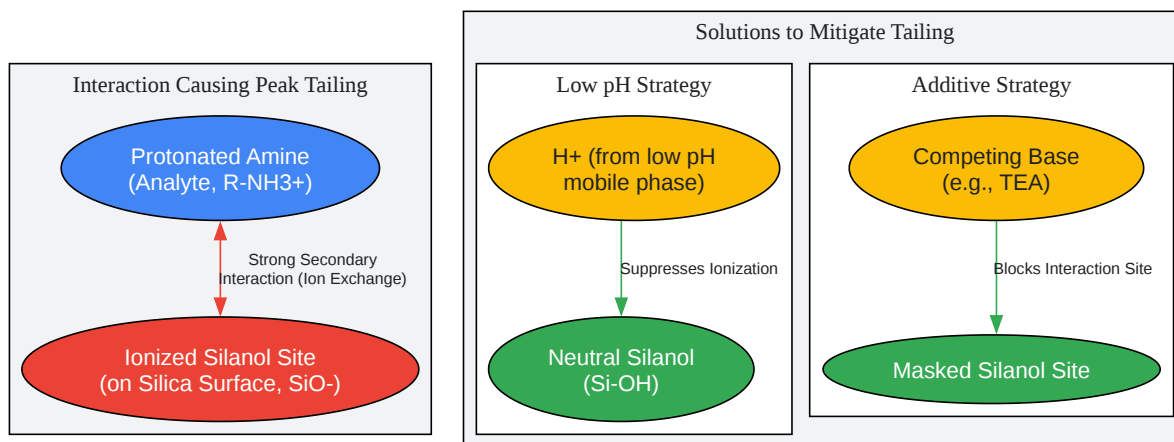 Solutions to Mitigate Tailing
Interaction Causing Peak Tailing
Protonated Amine
(Analyte, R-NH3+)
Strong Secondary
Interaction (Ion Exchange)
Ionized Silanol Site
(on Silica Surface, SiO-)
Low pH Strategy
H+ (from low pH
mobile phase)
Suppresses Ionization
Neutral Silanol
(Si-OH)
Additive Strategy
Competing Base
(e.g., TEA)
Blocks Interaction Site
Masked Silanol Site